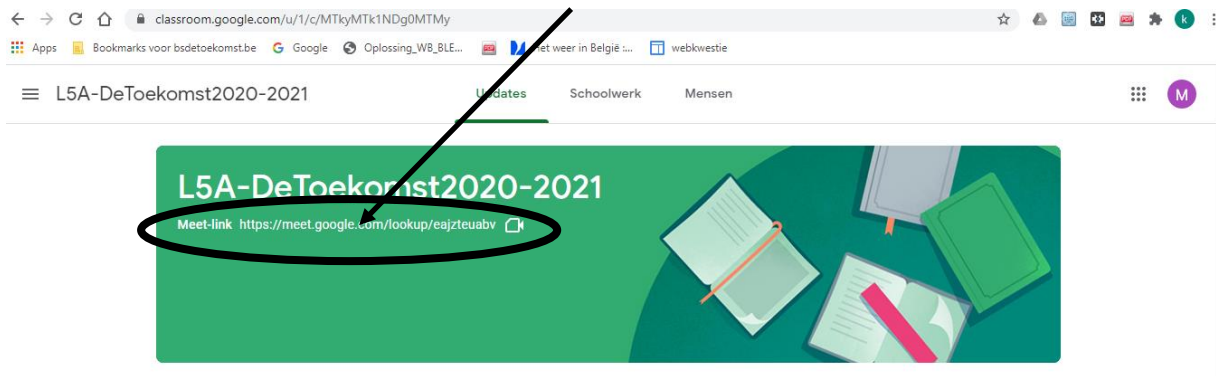 classroom.google.com/u/1/c/MTkyMTk1NDg0MTMy
k
Apps Bookmarks voor bsdetoekomst.be G Google Oplossing_WB_BLE... Het weer in België :... webkwestie
L5A-DeToekomst2020-2021 Updates Schoolwerk Mensen M
L5A-DeToekomst2020-2021
Meet-link https://meet.google.com/lookup/eajzteuabv